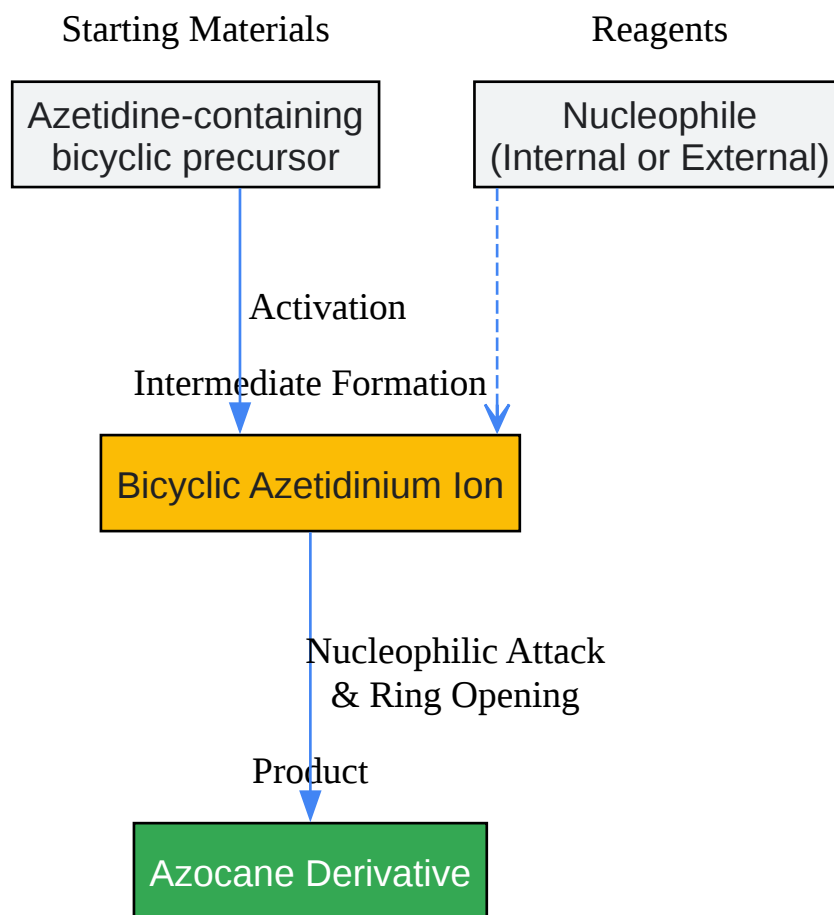 Starting Materials
Reagents
Azetidine-containing
bicyclic precursor
Nucleophile
(Internal or External)
Activation
Intermediate Formation
Bicyclic Azetidinium Ion
Nucleophilic Attack
& Ring Opening
Product
Azocane Derivative